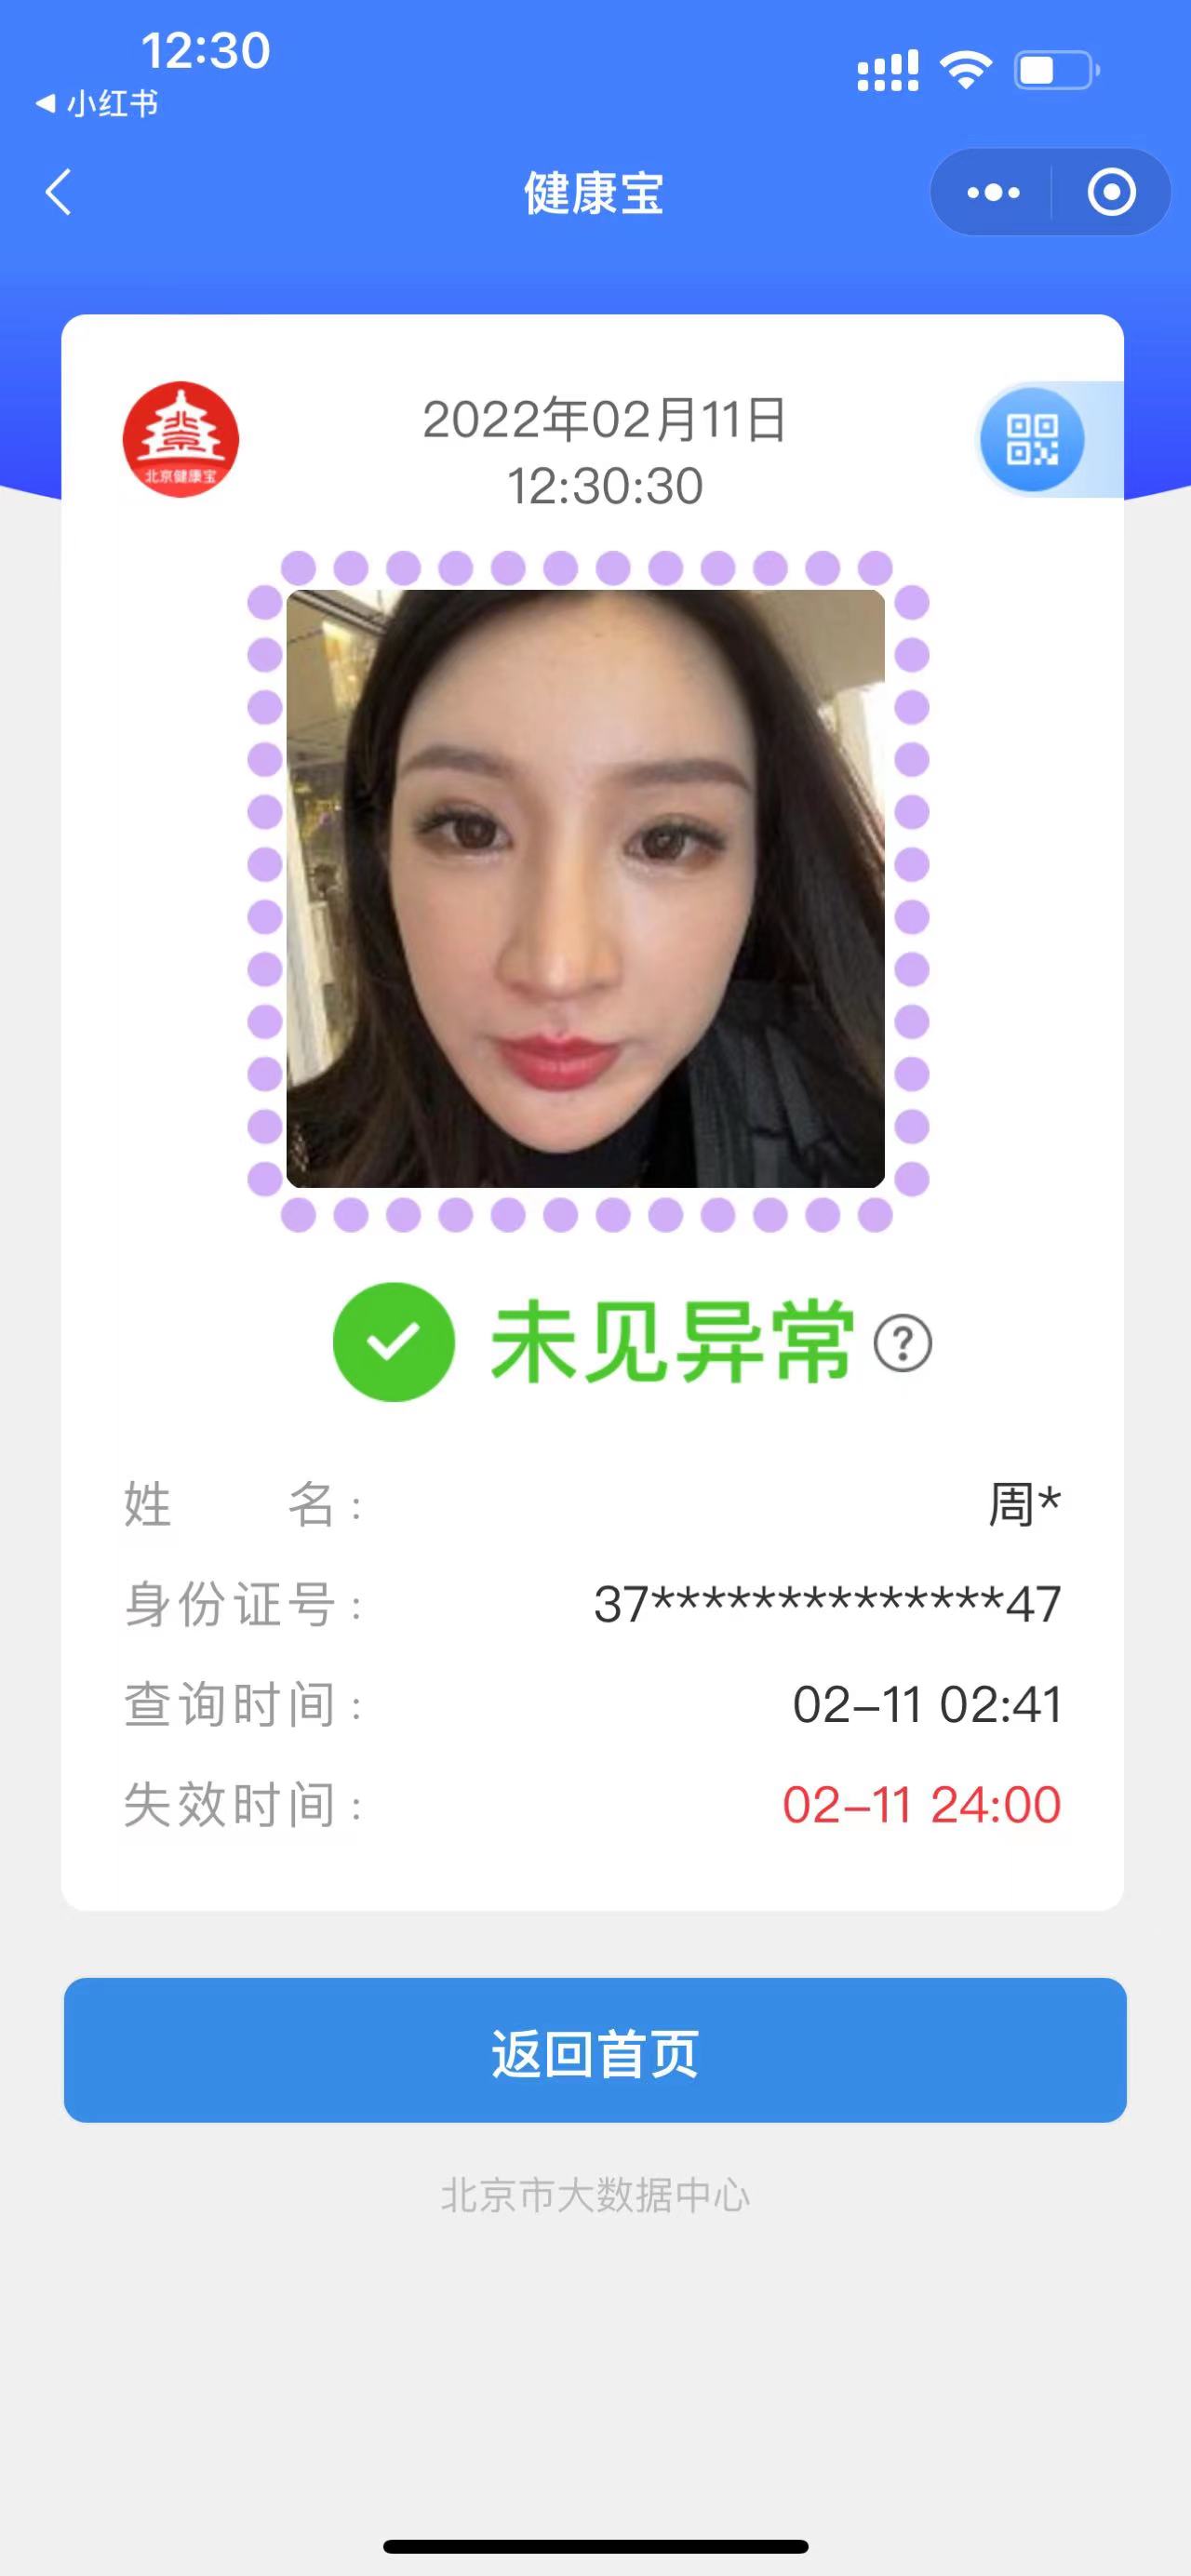 12:30
小红书
健康宝
2022年02月11日
北京健康宝
12:30:30
未见异常
姓 名:
周*
身份证号:
37**************47
查询时间:
02-11 02:41
失效时间:
02-11 24:00
返回首页
北京市大数据中心